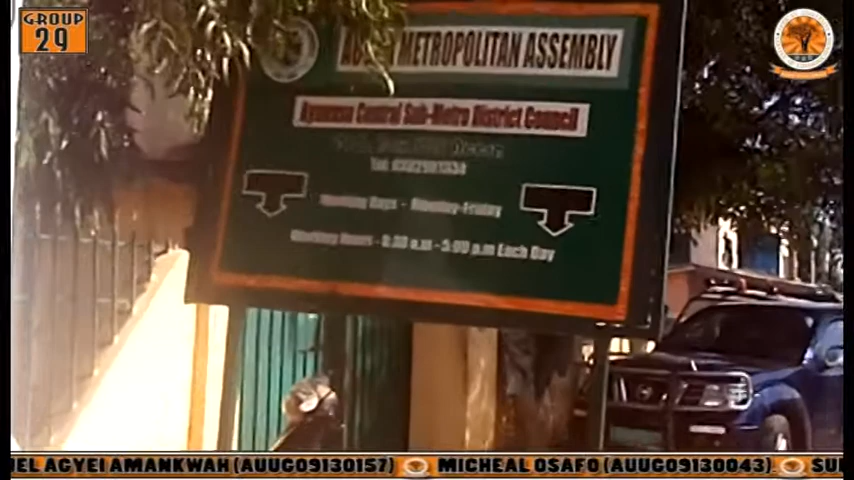 GROUP
29
METROPOLITAN ASSEMBLY
Central Sub-Metro District Council
Working Days - Monday-Friday
Working Hours - 8:00 a.m - 5:00 p.m Each Day
EL AGYEI AMANKWAH (AUUG09130157) MICHEAL OSAFO (AUUG09130043) SU